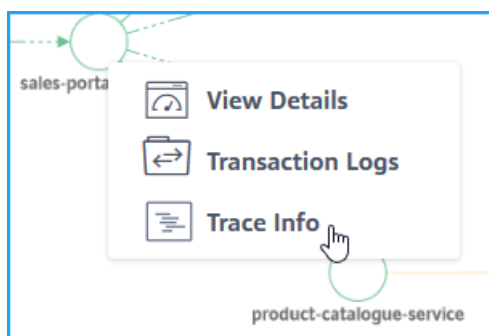 sales-porta
View Details
Transaction Logs
Trace Info
product-catalogue-service